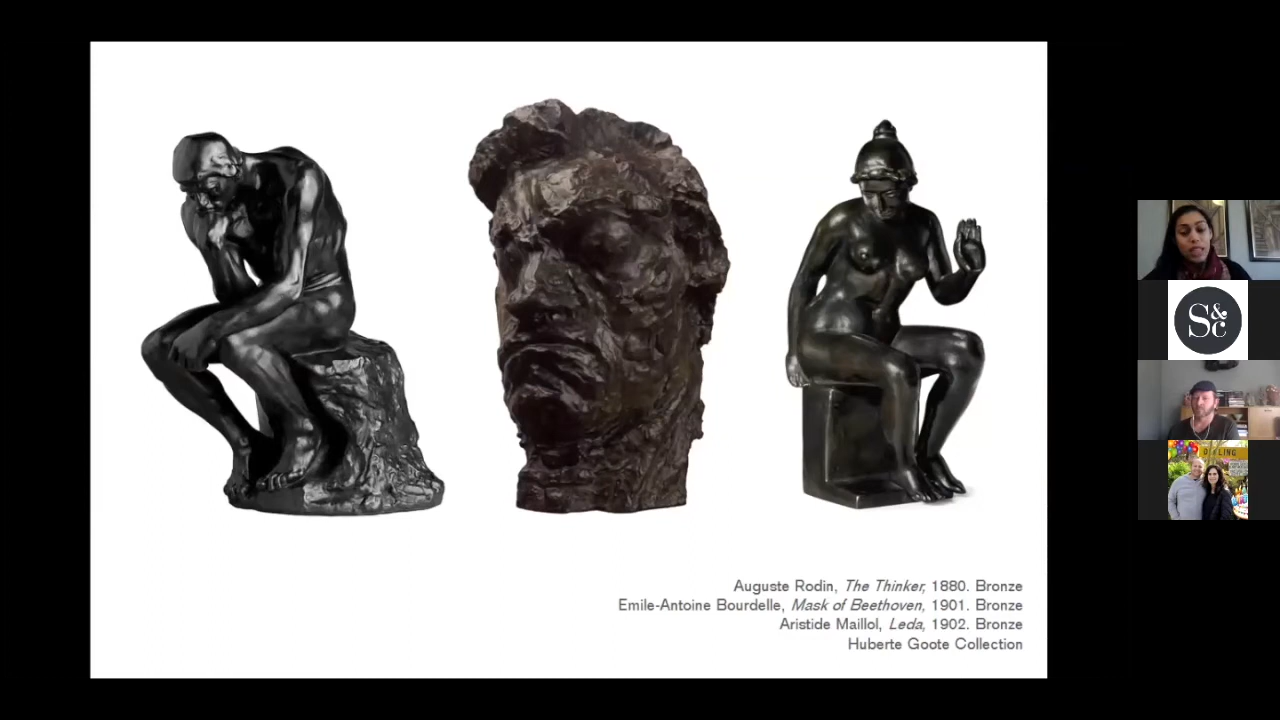 Auguste Rodin, The Thinker, 1880. Bronze
Emile-Antoine Bourdelle, Mask of Beethoven, 1901. Bronze
Aristide Maillol, Leda, 1902. Bronze
Huberte Goote Collection
S&c